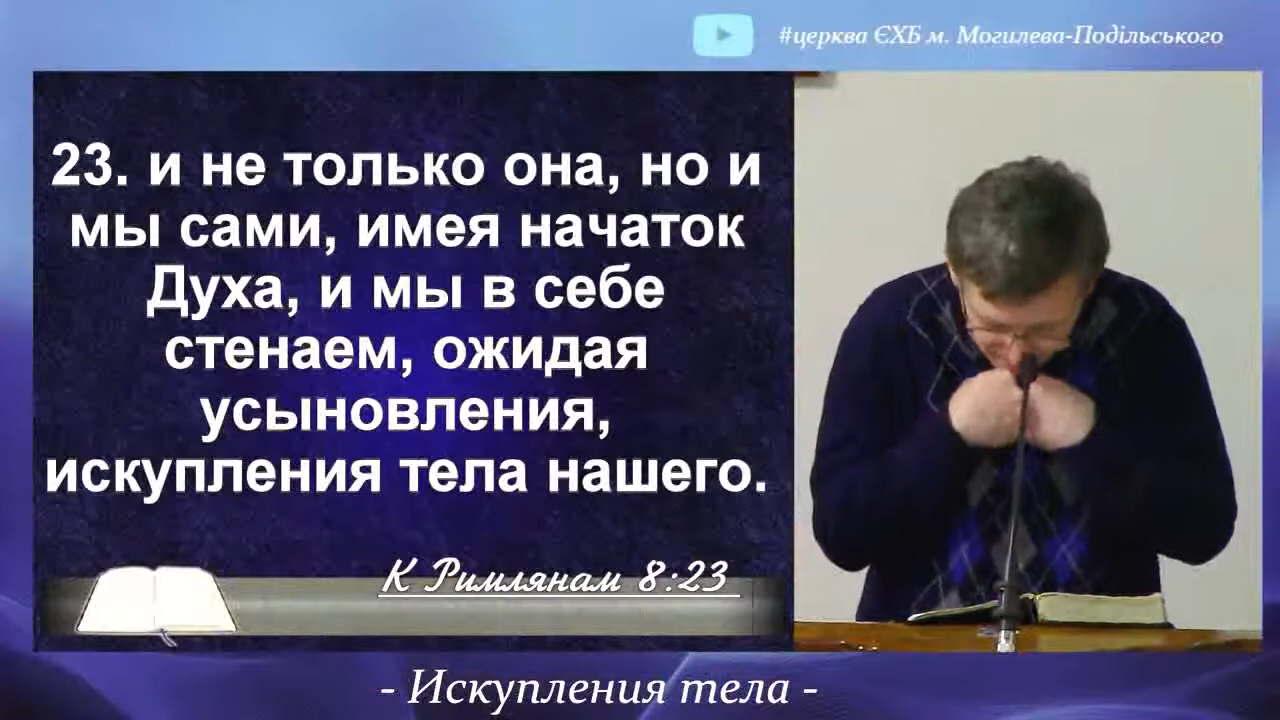 #церква ЄХБ м. Могилева-Подільського
23. и не только она, но и
мы сами, имея начаток
Духа, и мы в себе
стенаем, ожидая
усыновления,
искупления тела нашего.
К Римлянам 8:23
- Искупления тела -